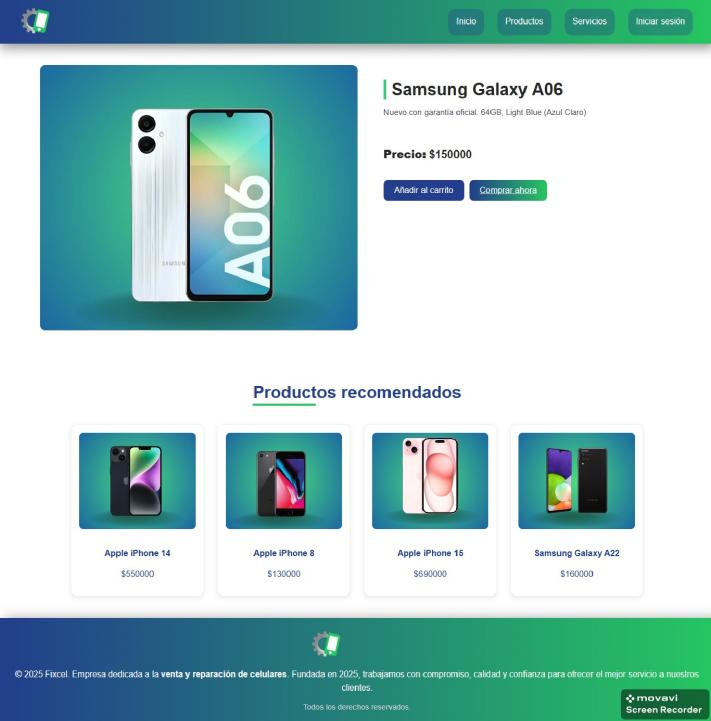 Inicio
Productos
Servicios
Iniciar sesión
Samsung Galaxy A06
Nuevo con garantía oficial. 64GB, Light Blue (Azul Claro)
Precio: $150000
Añadir al carrito
Comprar ahora
SAMSUNG
A06
Productos recomendados
Apple iPhone 14
$550000
Apple iPhone 8
$130000
Apple iPhone 15
$690000
Samsung Galaxy A22
$160000
© 2025 Fixcel. Empresa dedicada a la venta y reparación de celulares. Fundada en 2025, trabajamos con compromiso, calidad y confianza para ofrecer el mejor servicio a nuestros
clientes.
Todos los derechos reservados.
movavi
Screen Recorder